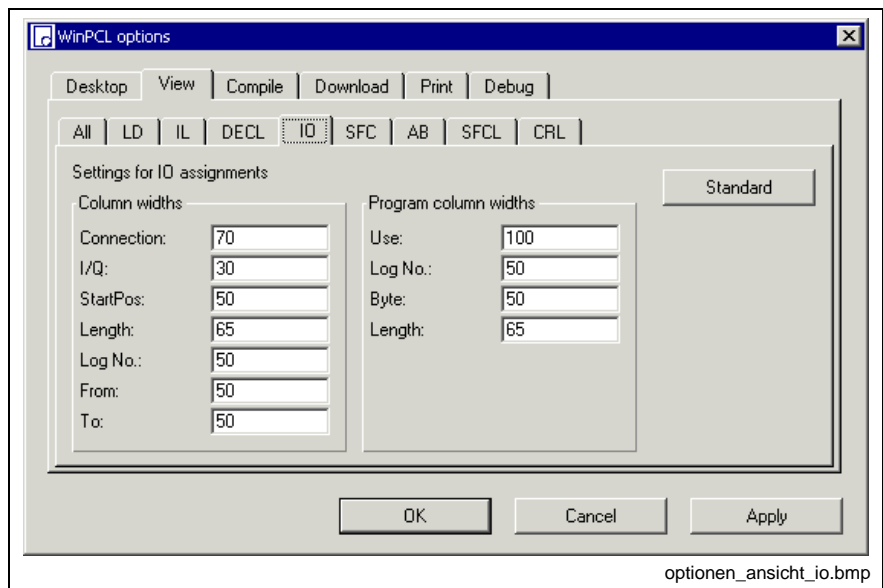 WinPCL options
Desktop View Compile Download Print Debug
All LD IL DECL IO SFC AB SFCL CRL
Settings for IO assignments
Standard
Column widths
Connection: 70
I/Q: 30
StartPos: 50
Length: 65
Log No.: 50
From: 50
To: 50
Program column widths
Use: 100
Log No.: 50
Byte: 50
Length: 65
OK Cancel Apply
optionen_ansicht_io.bmp